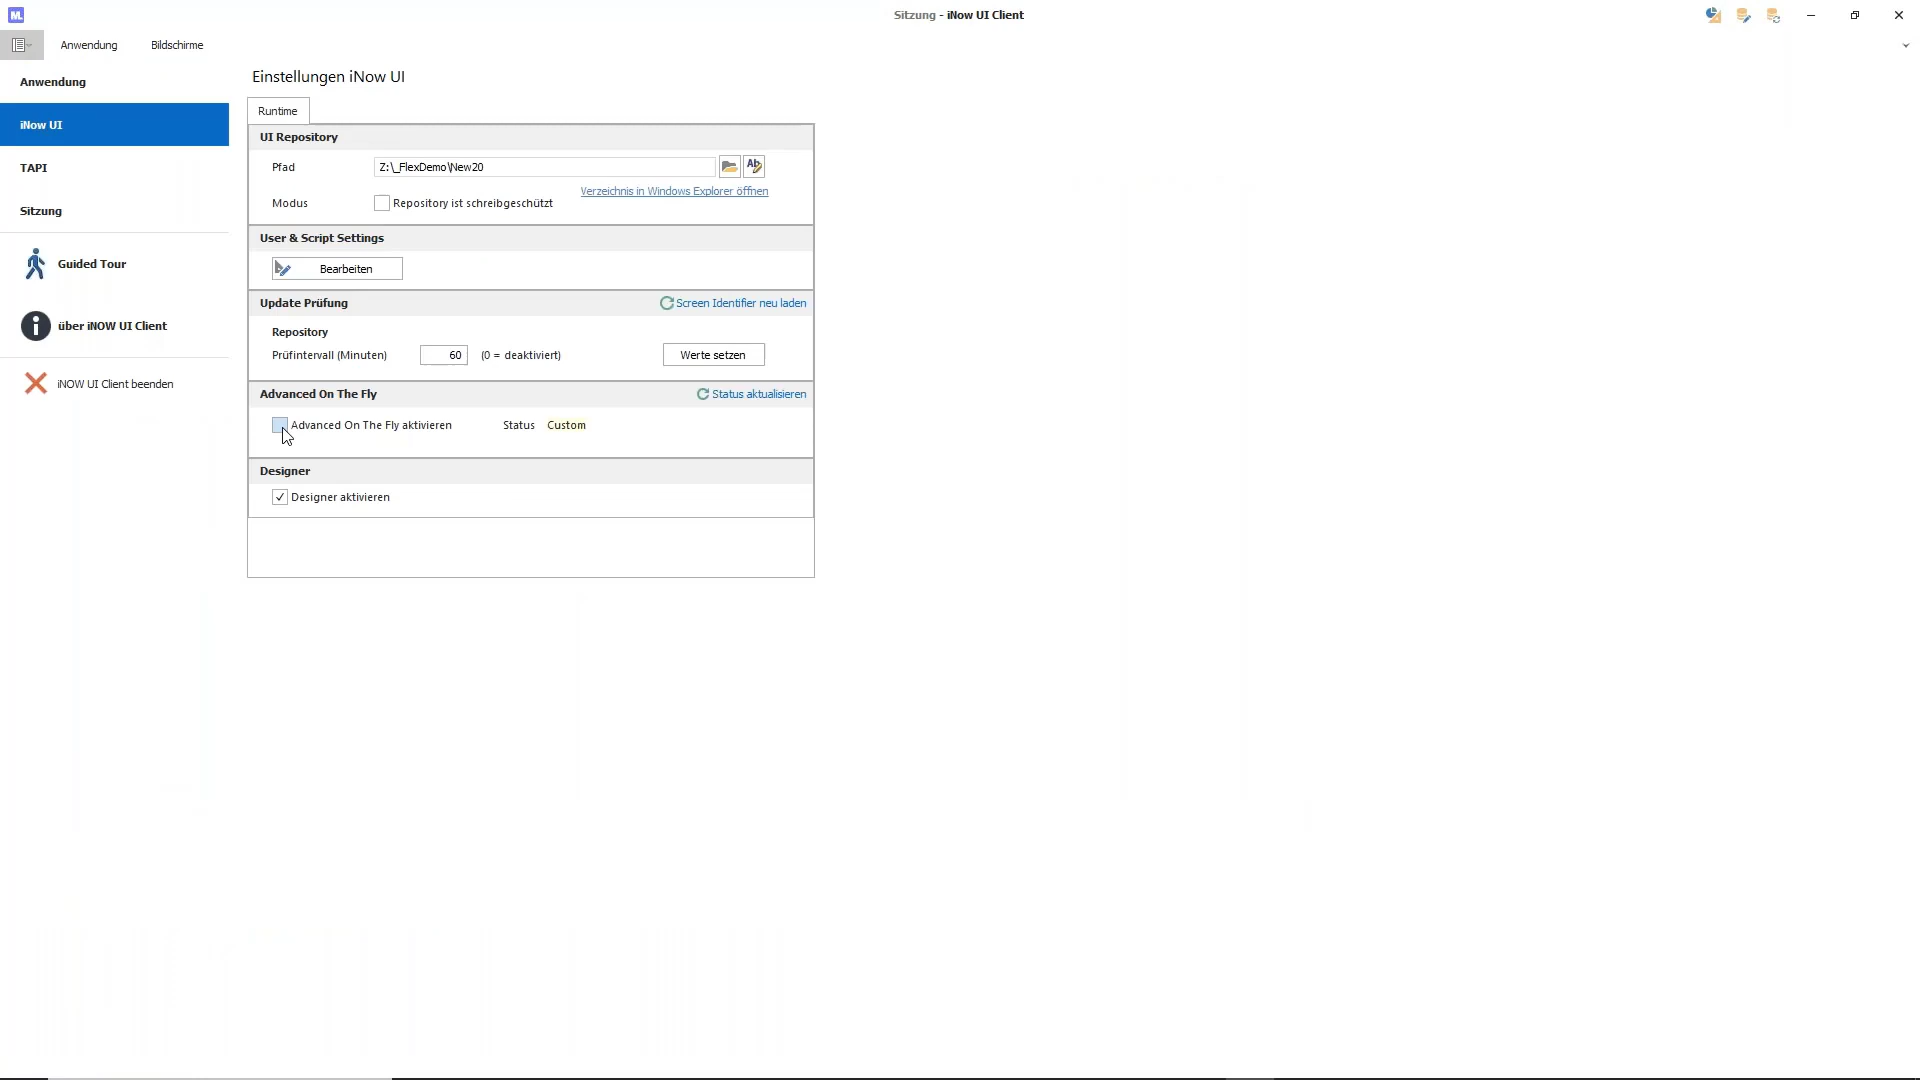 Sitzung - iNow UI Client
Anwendung
Bildschirme
Anwendung
iNow UI
TAPI
Sitzung
Guided Tour
über iNOW UI Client
iNOW UI Client beenden
Einstellungen iNow UI
Runtime
UI Repository
Pfad
Z:\_FlexDemo\New20
Ab
Verzeichnis in Windows Explorer öffnen
Modus
Repository ist schreibgeschützt
User & Script Settings
Bearbeiten
Update Prüfung
Screen Identifier neu laden
Repository
Prüfintervall (Minuten)
60
(0 = deaktiviert)
Werte setzen
Advanced On The Fly
Status aktualisieren
Advanced On The Fly aktivieren
Status
Custom
Designer
Designer aktivieren